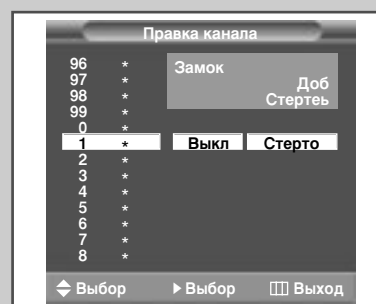 Правка канала
96 *
97 *
98 *
99 *
0 *
1 * Выкл Стерто
2 *
3 *
4 *
5 *
6 *
7 *
8 *
Замок
Доб
Стертеь
Выбор Выбор Выход